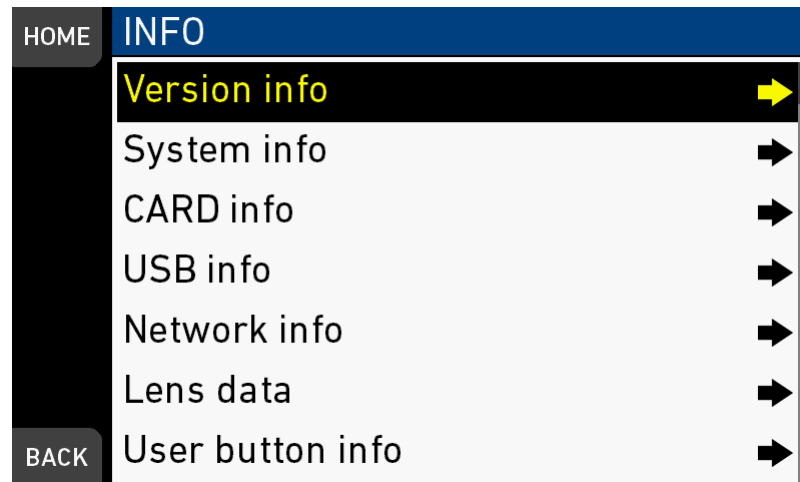 HOME
INFO
Version info
System info
CARD info
USB info
Network info
Lens data
User button info
BACK